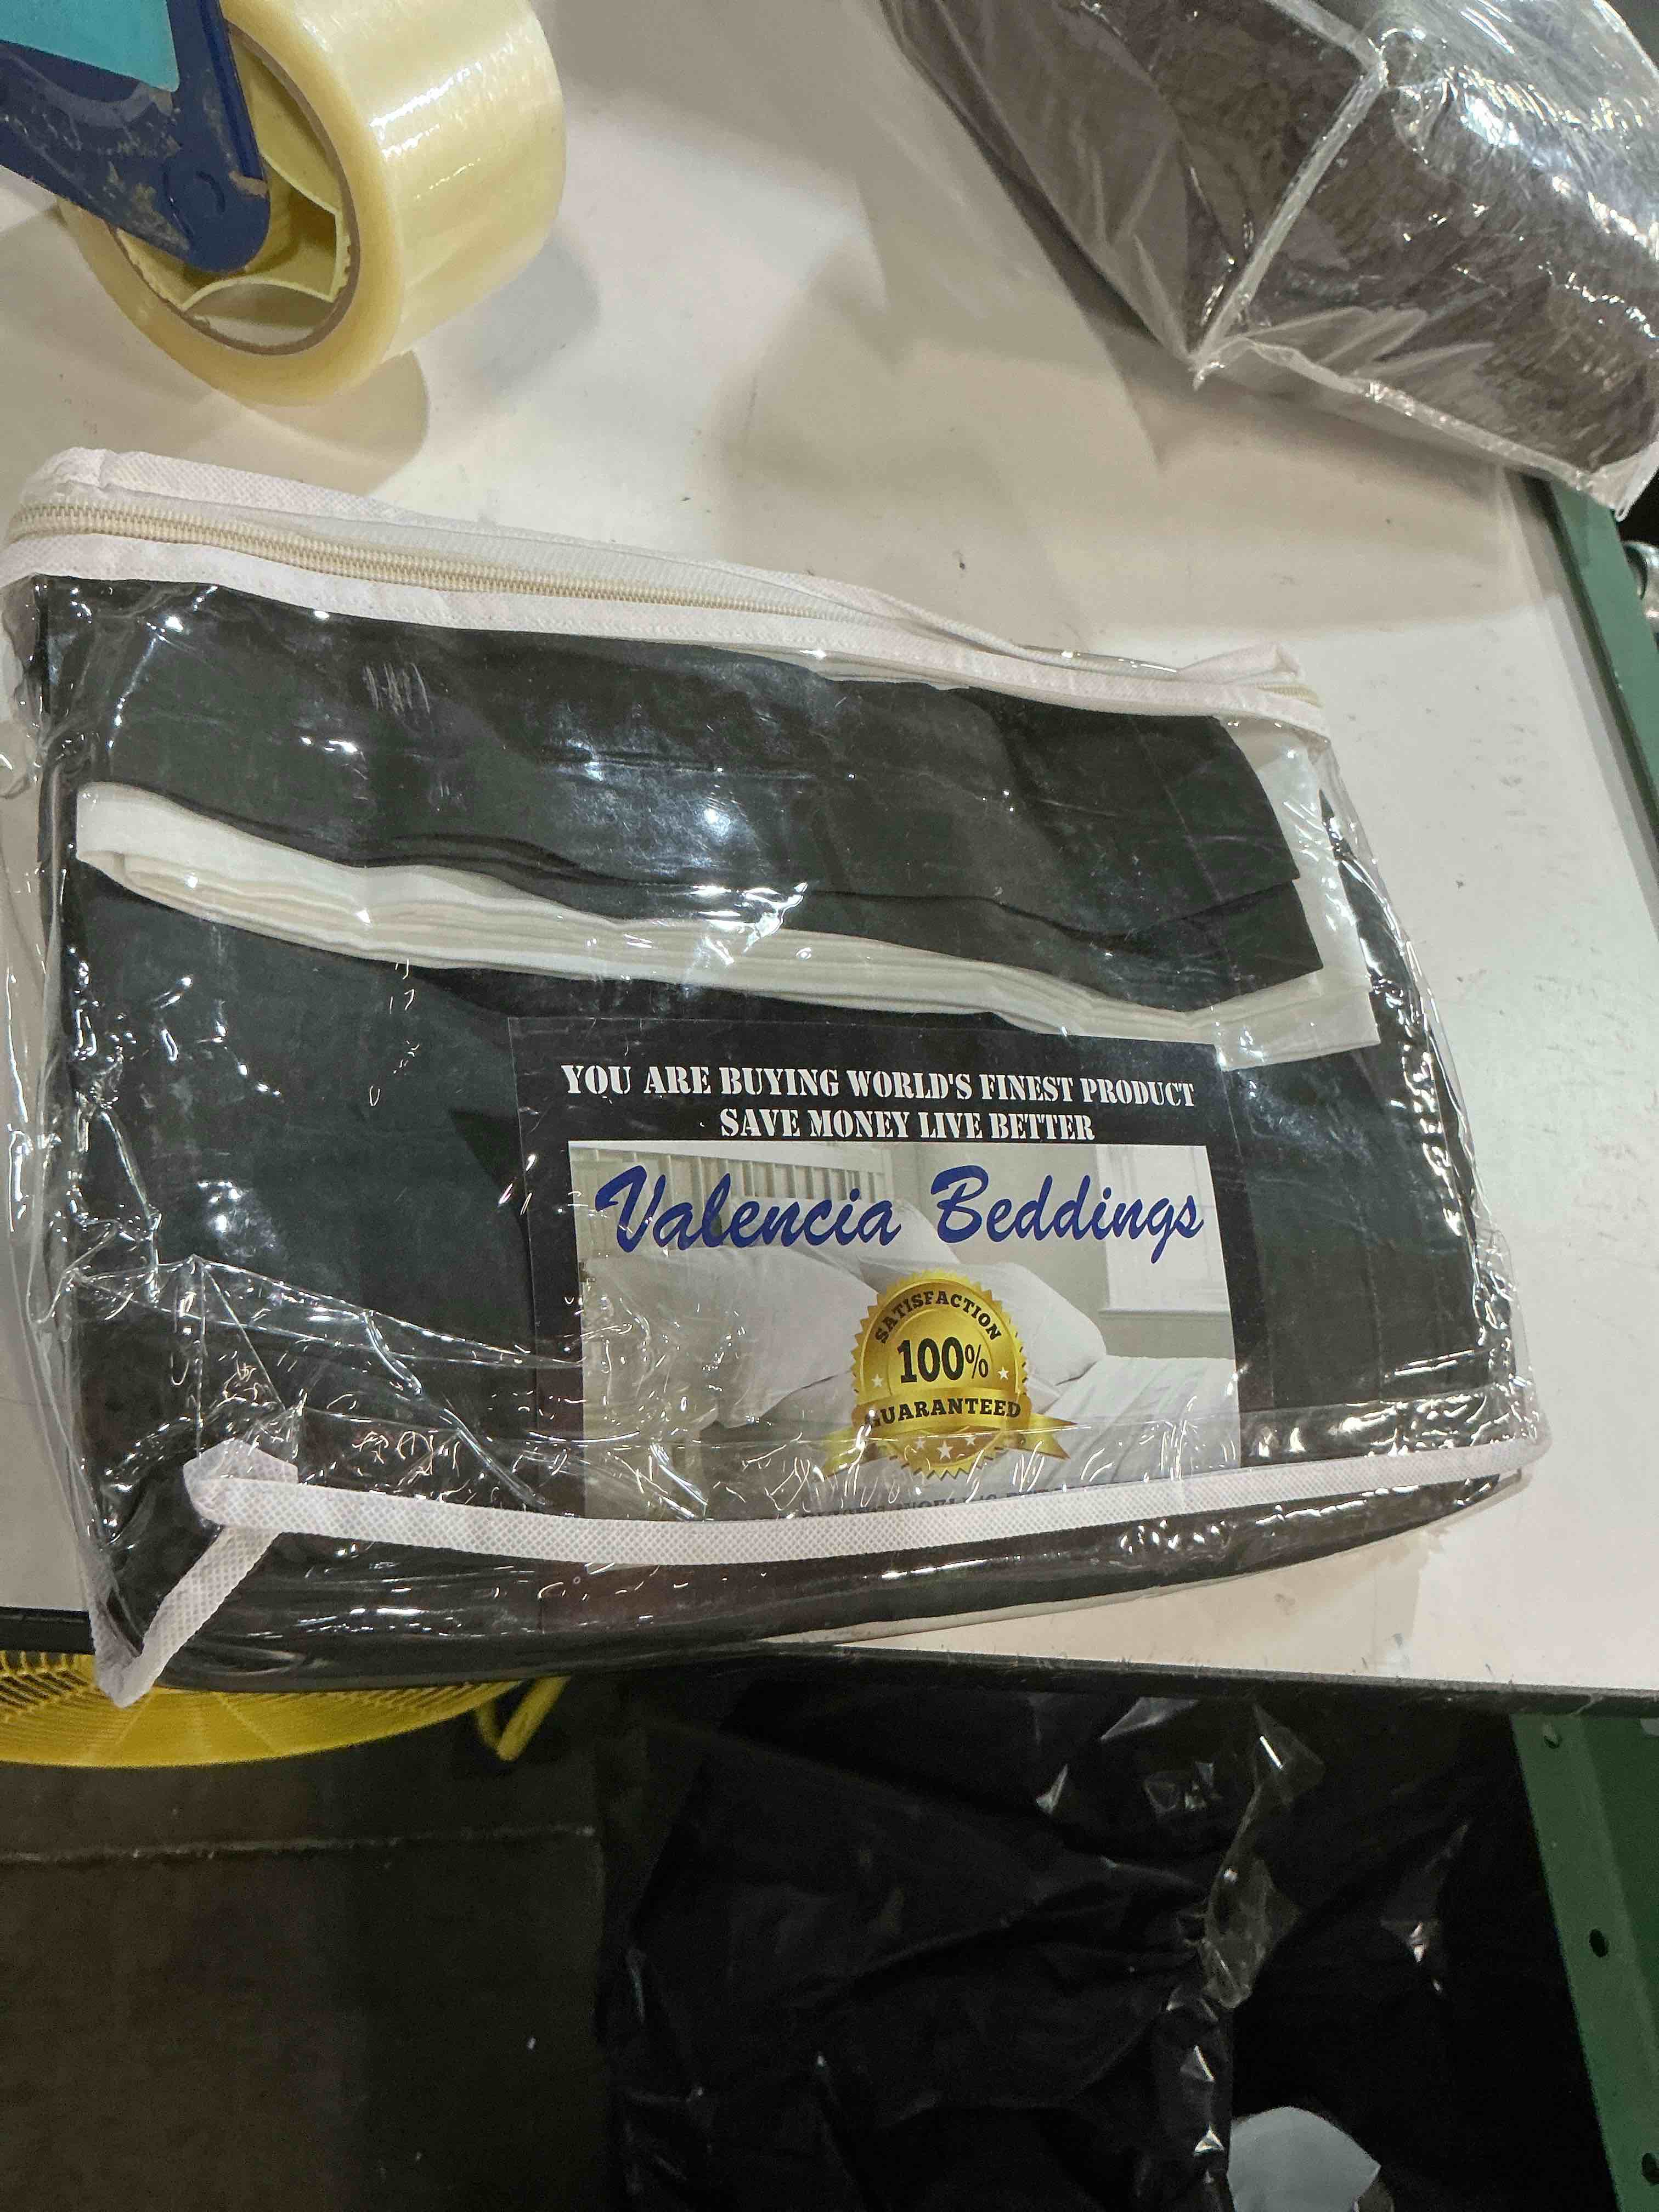 YOU ARE BUYING WORLD'S FINEST PRODUCT
SAVE MONEY LIVE BETTER
Valencia Beddings
SATISFACTION
100%
GUARANTEED